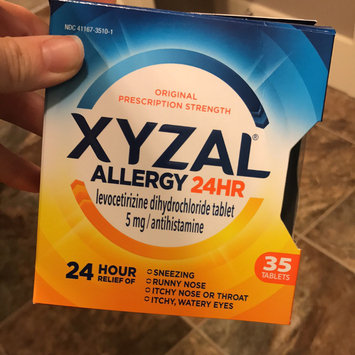 NDC 41167-3510-1
ORIGINAL
PRESCRIPTION STRENGTH
XYZAL®
ALLERGY 24HR
levocetirizine dihydrochloride tablet
5 mg/antihistamine
24 HOUR
RELIEF OF
SNEEZING
RUNNY NOSE
ITCHY NOSE OR THROAT
ITCHY, WATERY EYES
35
TABLETS